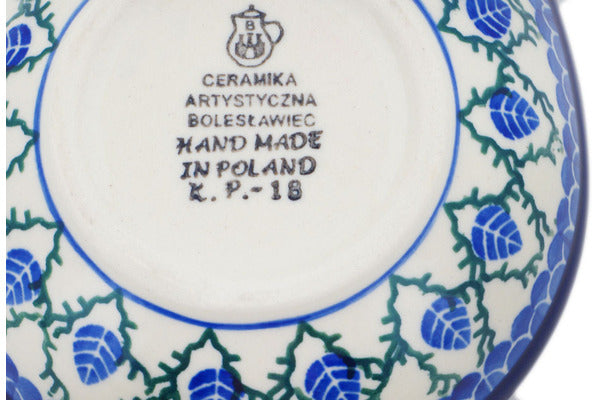 B
CERAMIKA
ARTYSTYCZNA
BOLESŁAWIEC
HAND MADE
IN POLAND
K. P.-18